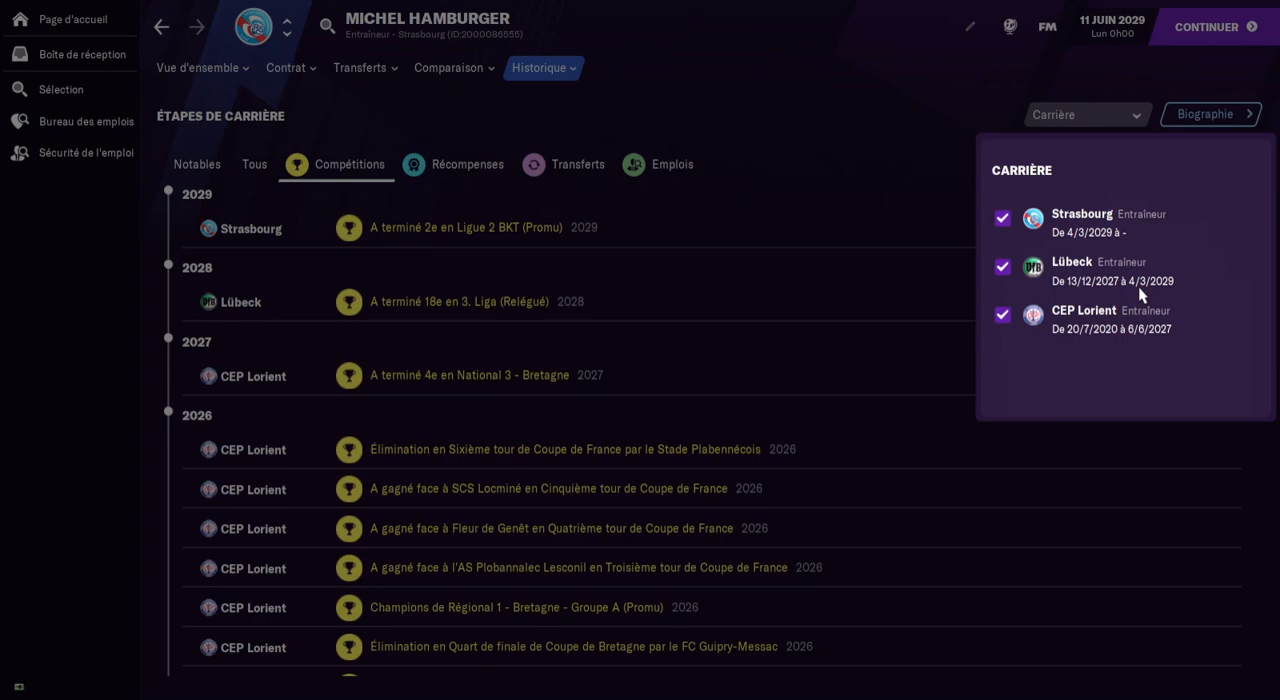 Page d'accueil
Boîte de réception
Sélection
Bureau des emplois
Sécurité de l'emploi
MICHEL HAMBURGER
Entraîneur - Strasbourg (ID:2000086555)
FM
11 JUIN 2029
Lun 0h00
CONTINUER
Vue d'ensemble
Contrat
Transferts
Comparaison
Historique
ÉTAPES DE CARRIÈRE
Carrière
Biographie
Notables
Tous
Compétitions
Récompenses
Transferts
Emplois
2029
Strasbourg A terminé 2e en Ligue 2 BKT (Promu) 2029
2028
Lübeck A terminé 18e en 3. Liga (Relégué) 2028
2027
CEP Lorient A terminé 4e en National 3 - Bretagne 2027
2026
CEP Lorient Élimination en Sixième tour de Coupe de France par le Stade Plabennécois 2026
CEP Lorient A gagné face à SCS Locminé en Cinquième tour de Coupe de France 2026
CEP Lorient A gagné face à Fleur de Genêt en Quatrième tour de Coupe de France 2026
CEP Lorient A gagné face à l'AS Plobannalec Lesconil en Troisième tour de Coupe de France 2026
CEP Lorient Champions de Régional 1 - Bretagne - Groupe A (Promu) 2026
CEP Lorient Élimination en Quart de finale de Coupe de Bretagne par le FC Guipry-Messac 2026
CARRIÈRE
Strasbourg Entraîneur
De 4/3/2029 à -
Lübeck Entraîneur
De 13/12/2027 à 4/3/2029
CEP Lorient Entraîneur
De 20/7/2020 à 6/6/2027